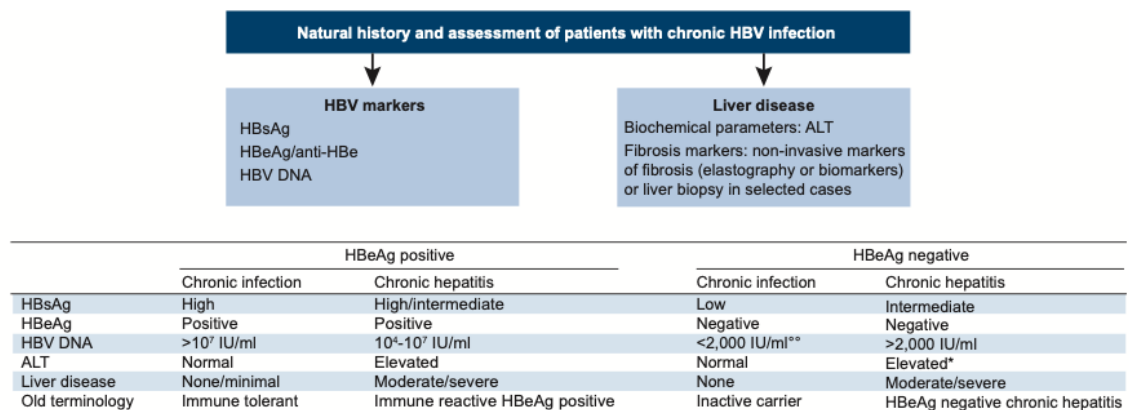 Natural history and assessment of patients with chronic HBV infection
HBV markers
HBsAg
HBeAg/anti-HBe
HBV DNA
Liver disease
Biochemical parameters: ALT
Fibrosis markers: non-invasive markers
of fibrosis (elastography or biomarkers)
or liver biopsy in selected cases
HBeAg positive HBeAg negative
Chronic infection Chronic hepatitis Chronic infection Chronic hepatitis
HBsAg High High/intermediate Low Intermediate
HBeAg Positive Positive Negative Negative
HBV DNA >10⁷ IU/ml 10⁴-10⁷ IU/ml <2,000 IU/ml°° >2,000 IU/ml
ALT Normal Elevated Normal Elevated*
Liver disease None/minimal Moderate/severe None Moderate/severe
Old terminology Immune tolerant Immune reactive HBeAg positive Inactive carrier HBeAg negative chronic hepatitis